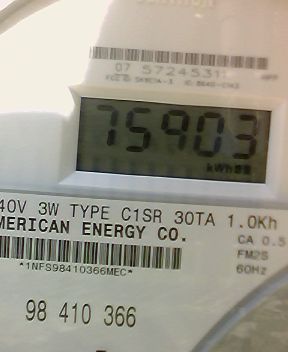 07 5724531
75903
kWh
40V 3W TYPE C1SR 30TA 1.0Kh
MERICAN ENERGY CO.
CA 0.5
*1NFS98410366MEC*
FM2S
60Hz
98 410 366